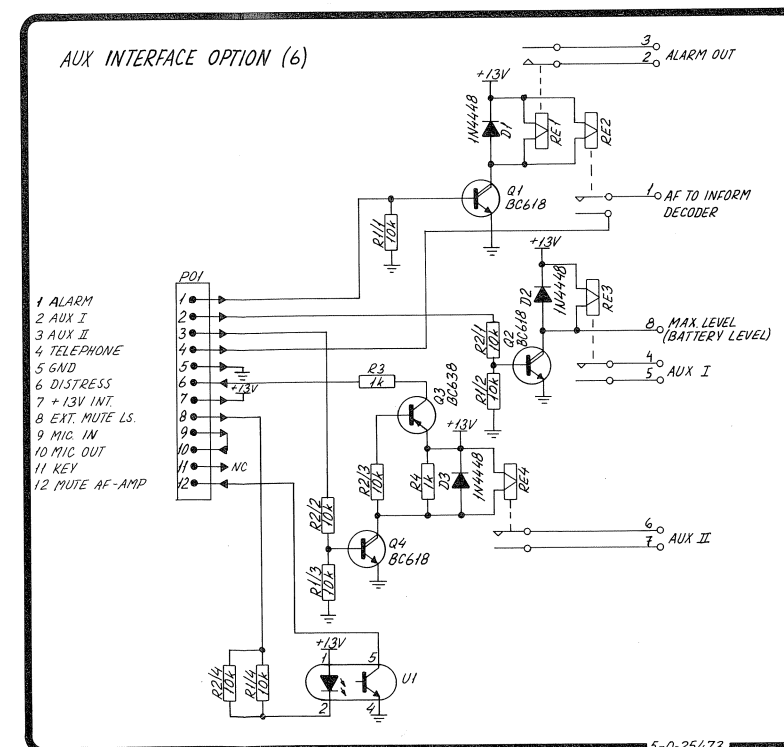 AUX INTERFACE OPTION (6)
3
2 ALARM OUT
+13V
1N4448
D1
RE1
RE2
Q1
BC618
1 AF TO INFORM
DECODER
R1/1
10k
+13V
D2
1N4448
RE3
P01
1 ALARM
2 AUX I
3 AUX II
4 TELEPHONE
5 GND
6 DISTRESS
7 +13V INT.
8 EXT. MUTE LS.
9 MIC. IN
10 MIC OUT
11 KEY
12 MUTE AF-AMP
1
2
3
4
5
6
+13V
7
8
9
10
11 NC
12
R2/1
10k
Q2
BC618
8 MAX. LEVEL
(BATTERY LEVEL)
R1/2
10k
4
5 AUX I
R3
1k
Q3
BC638
+13V
R2/3
10k
R4
1k
D3
1N4448
RE4
R2/2
10k
Q4
BC618
6
7 AUX II
R1/3
10k
+13V
1
5
R2/4
10k
R1/4
10k
U1
2
4
5-0-25473